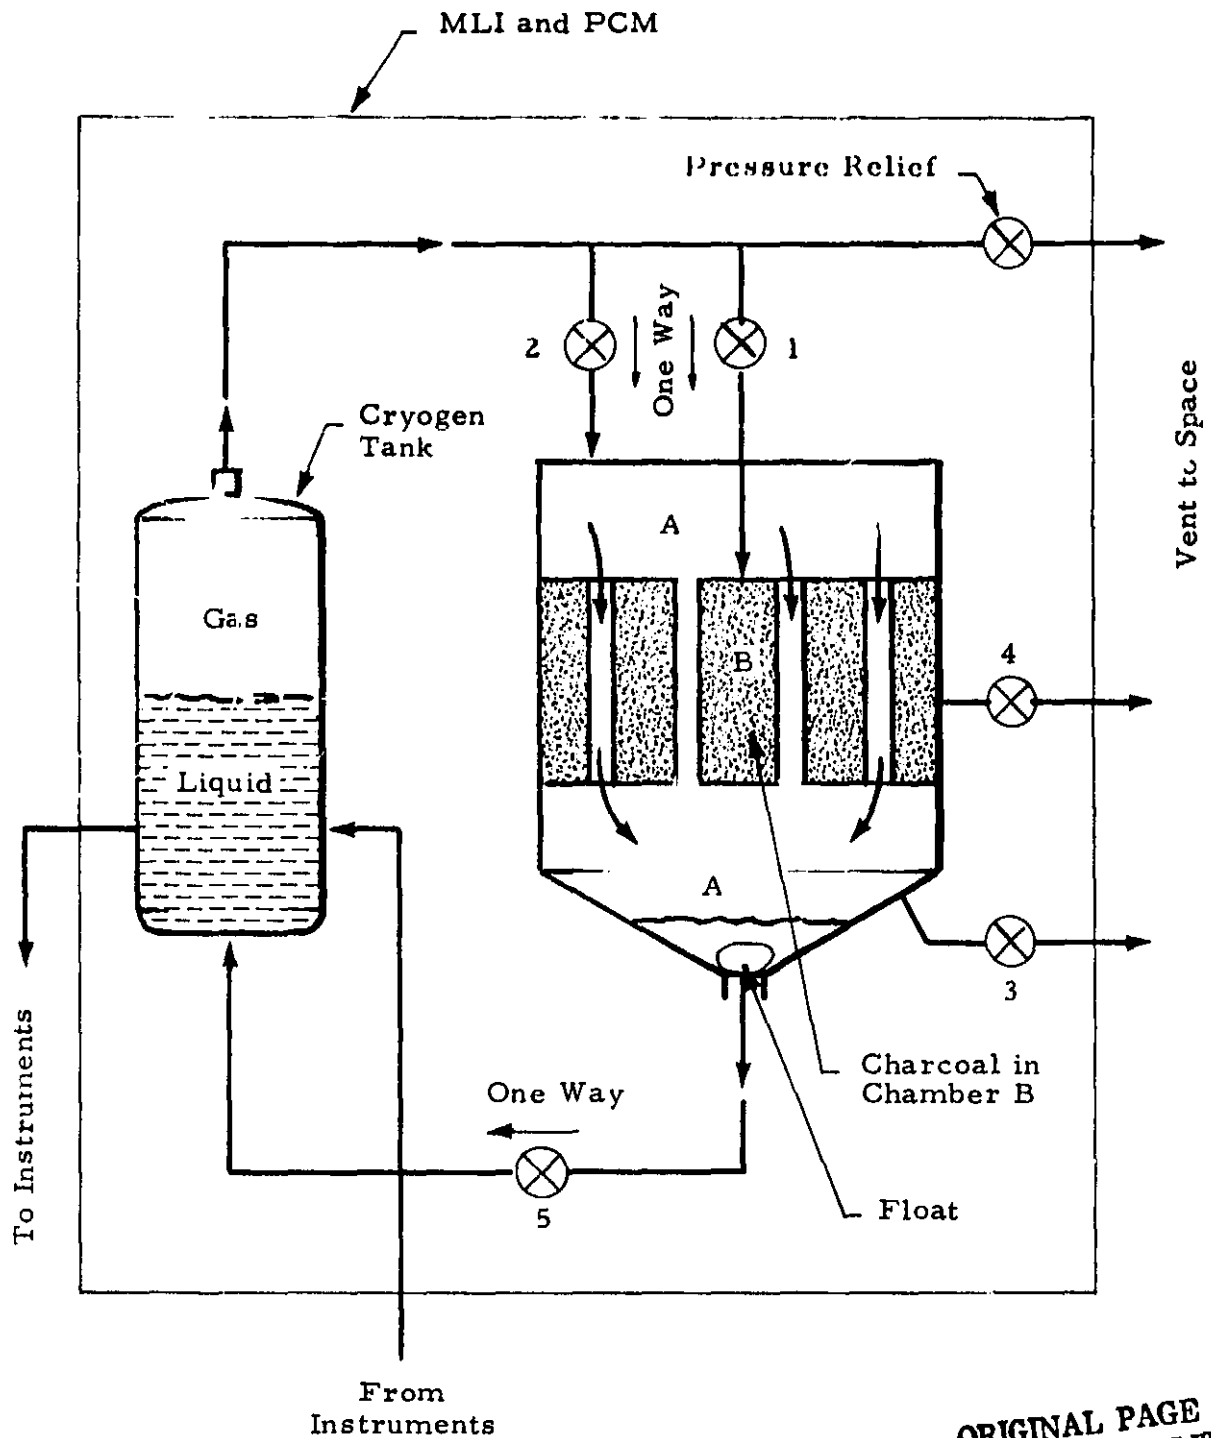 MLI and PCM
Pressure Relief
2
One Way
1
Cryogen
Tank
Vent to Space
A
Gas
B
4
Liquid
A
3
To Instruments
Charcoal in
Chamber B
One Way
5
Float
From
Instruments
ORIGINAL PAGE